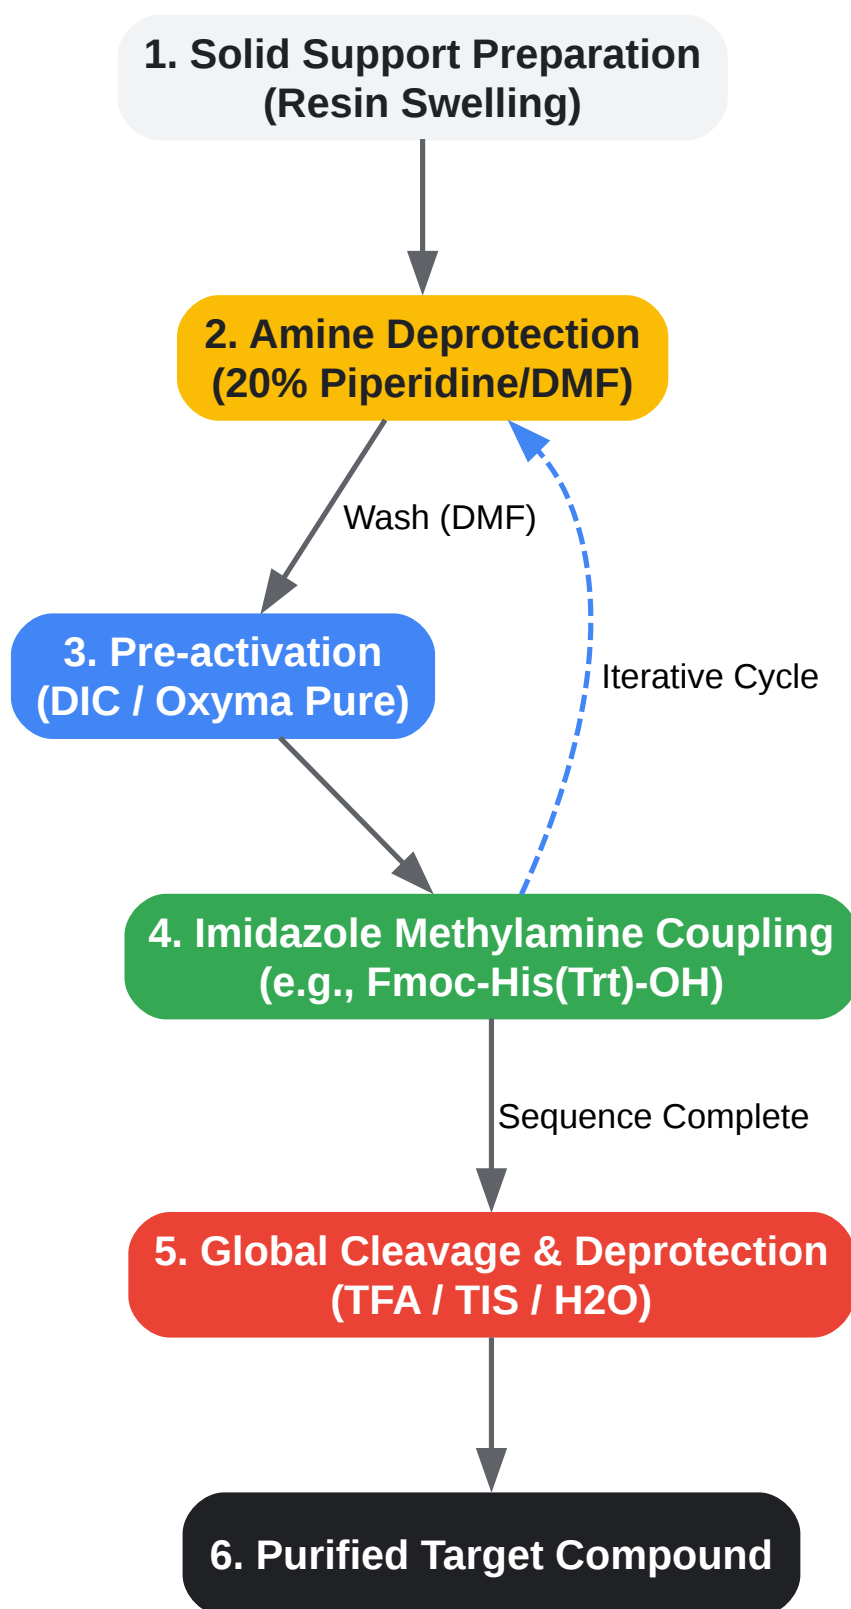 1. Solid Support Preparation
(Resin Swelling)
2. Amine Deprotection
(20% Piperidine/DMF)
Wash (DMF)
3. Pre-activation
(DIC / Oxyma Pure)
Iterative Cycle
4. Imidazole Methylamine Coupling
(e.g., Fmoc-His(Trt)-OH)
Sequence Complete
5. Global Cleavage & Deprotection
(TFA / TIS / H2O)
6. Purified Target Compound